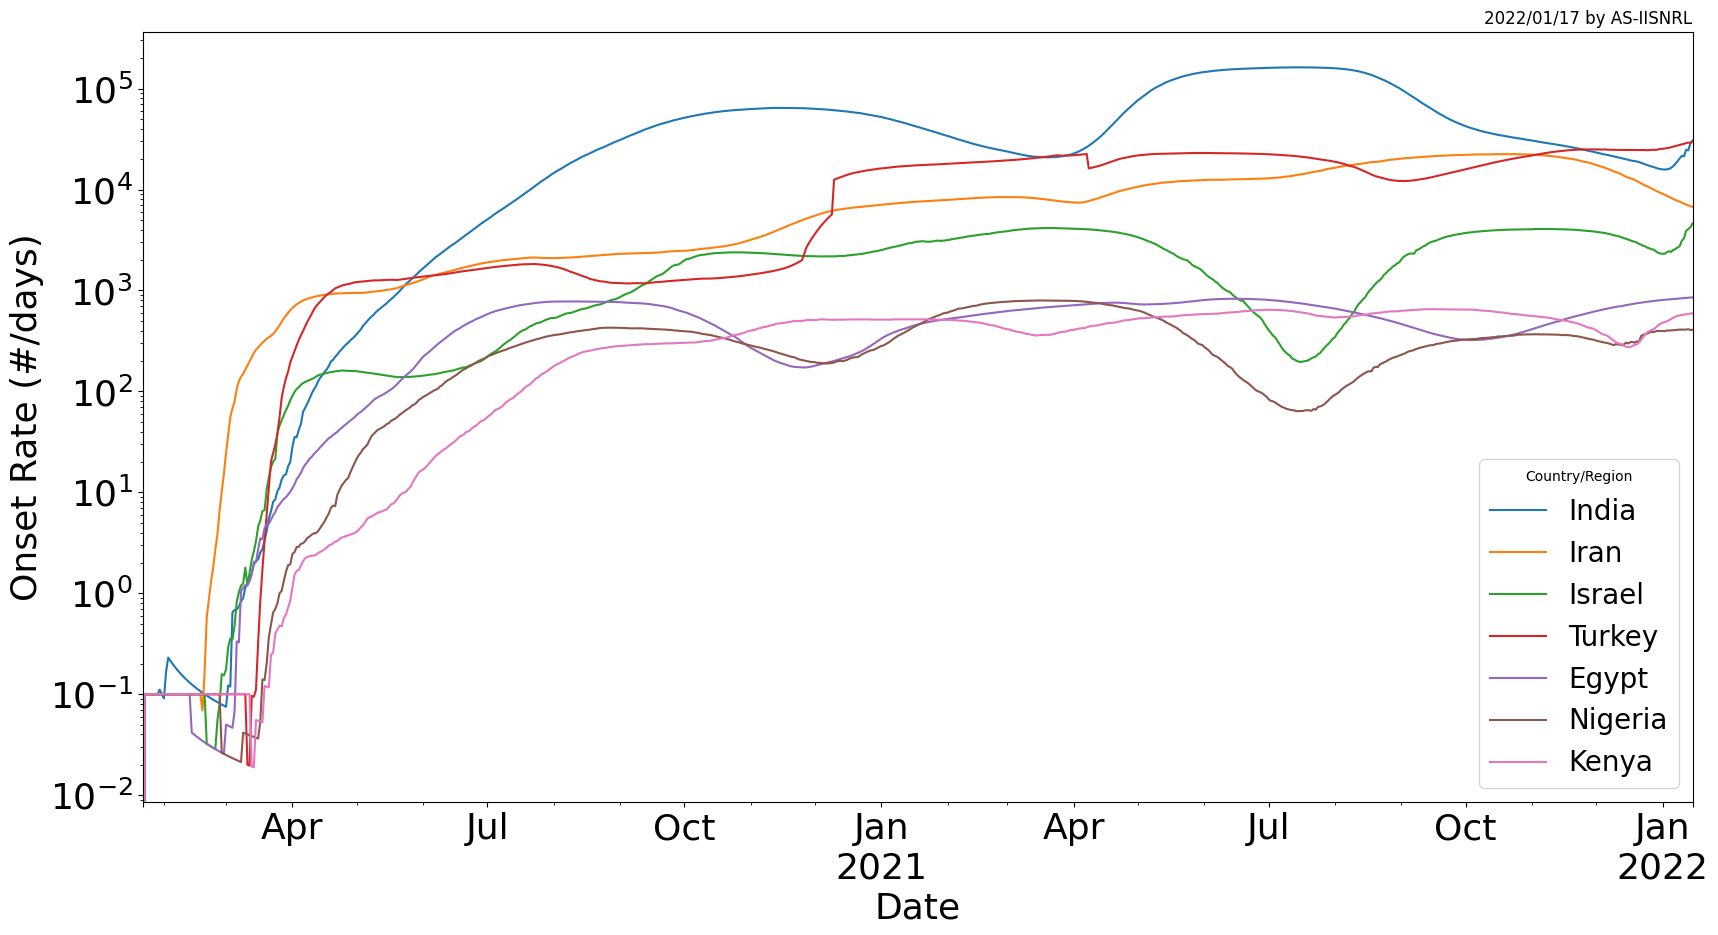 2022/01/17 by AS-IISNRL
Onset Rate (#/days)
10^5
10^4
10^3
10^2
10^1
10^0
10^−1
10^−2
Country/Region
India
Iran
Israel
Turkey
Egypt
Nigeria
Kenya
Apr Jul Oct Jan Apr Jul Oct Jan
2021 2022
Date